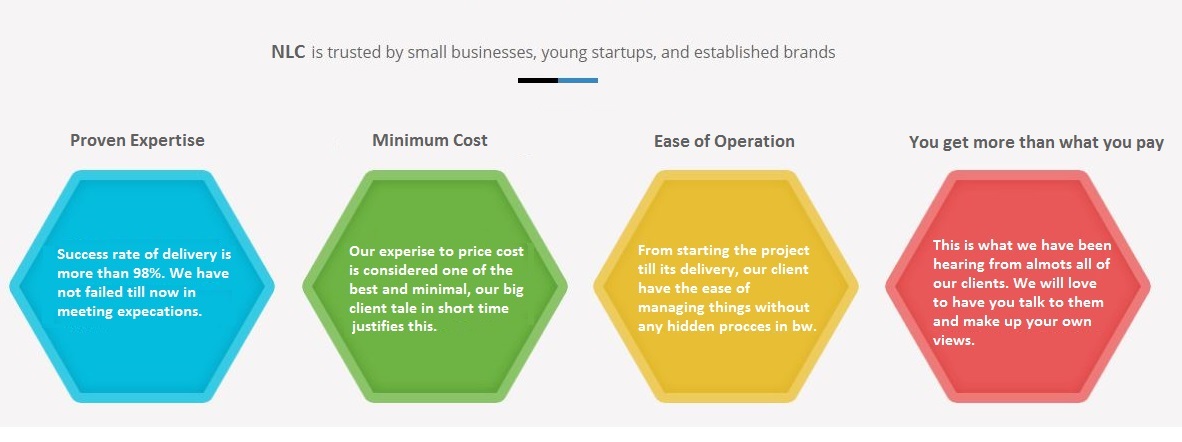 NLC is trusted by small businesses, young startups, and established brands
Proven Expertise
Success rate of delivery is
more than 98%. We have
not failed till now in
meeting expecations.
Minimum Cost
Our experise to price cost
is considered one of the
best and minimal, our big
client tale in short time
justifies this.
Ease of Operation
From starting the project
till its delivery, our client
have the ease of
managing things without
any hidden procces in bw.
You get more than what you pay
This is what we have been
hearing from almots all of
our clients. We will love
to have you talk to them
and make up your own
views.